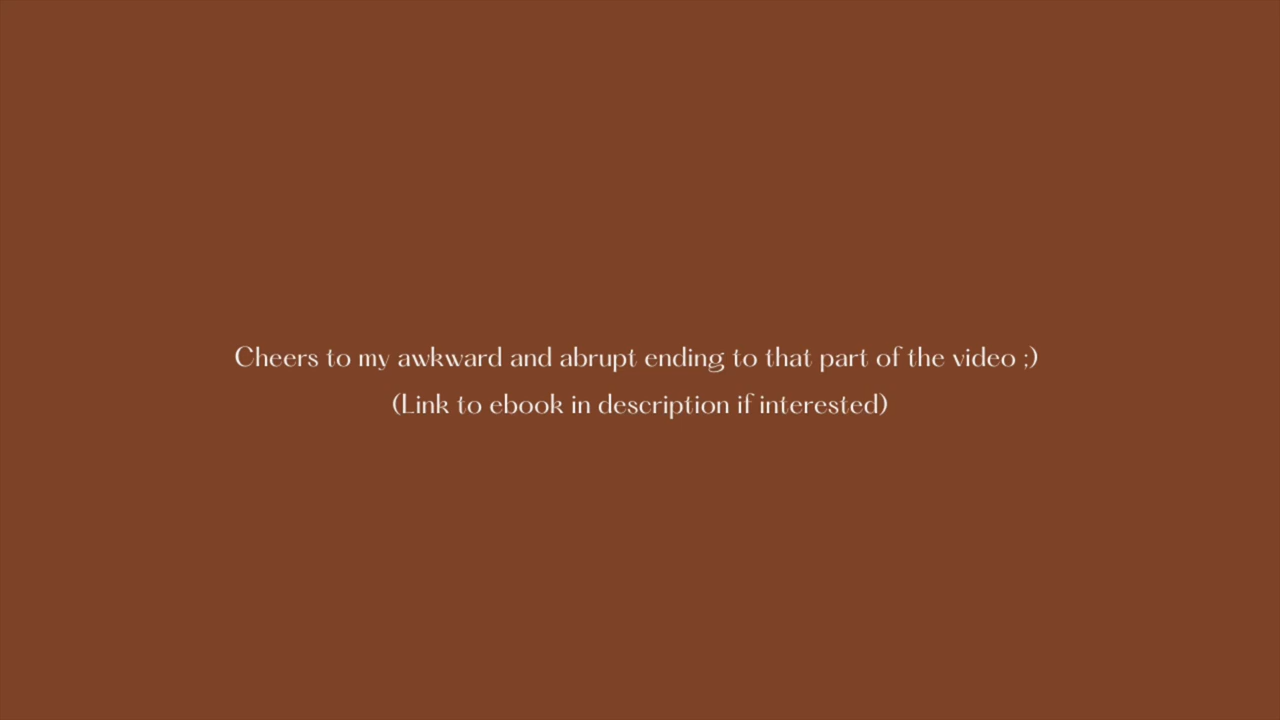 Cheers to my awkward and abrupt ending to that part of the video ;)
(Link to ebook in description if interested)